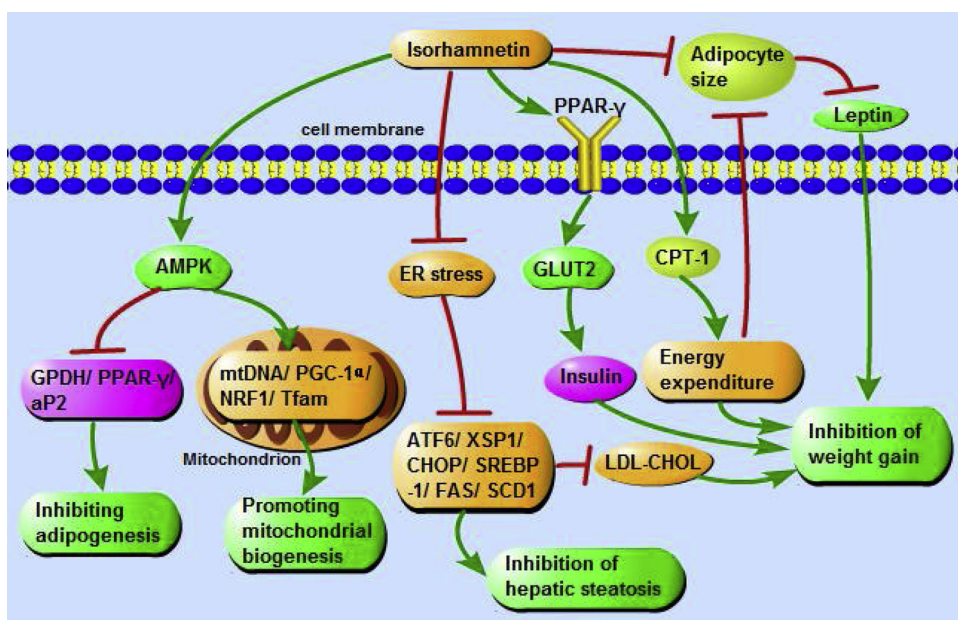 Isorhamnetin
Adipocyte
size
PPAR-γ
Leptin
cell membrane
AMPK
ER stress
GLUT2
CPT-1
GPDH/ PPAR-γ/
aP2
mtDNA/ PGC-1α/
NRF1/ Tfam
Insulin
Energy
expenditure
Mitochondrion
ATF6/ XSP1/
CHOP/ SREBP
-1/ FAS/ SCD1
LDL-CHOL
Inhibition of
weight gain
Inhibiting
adipogenesis
Promoting
mitochondrial
biogenesis
Inhibition of
hepatic steatosis